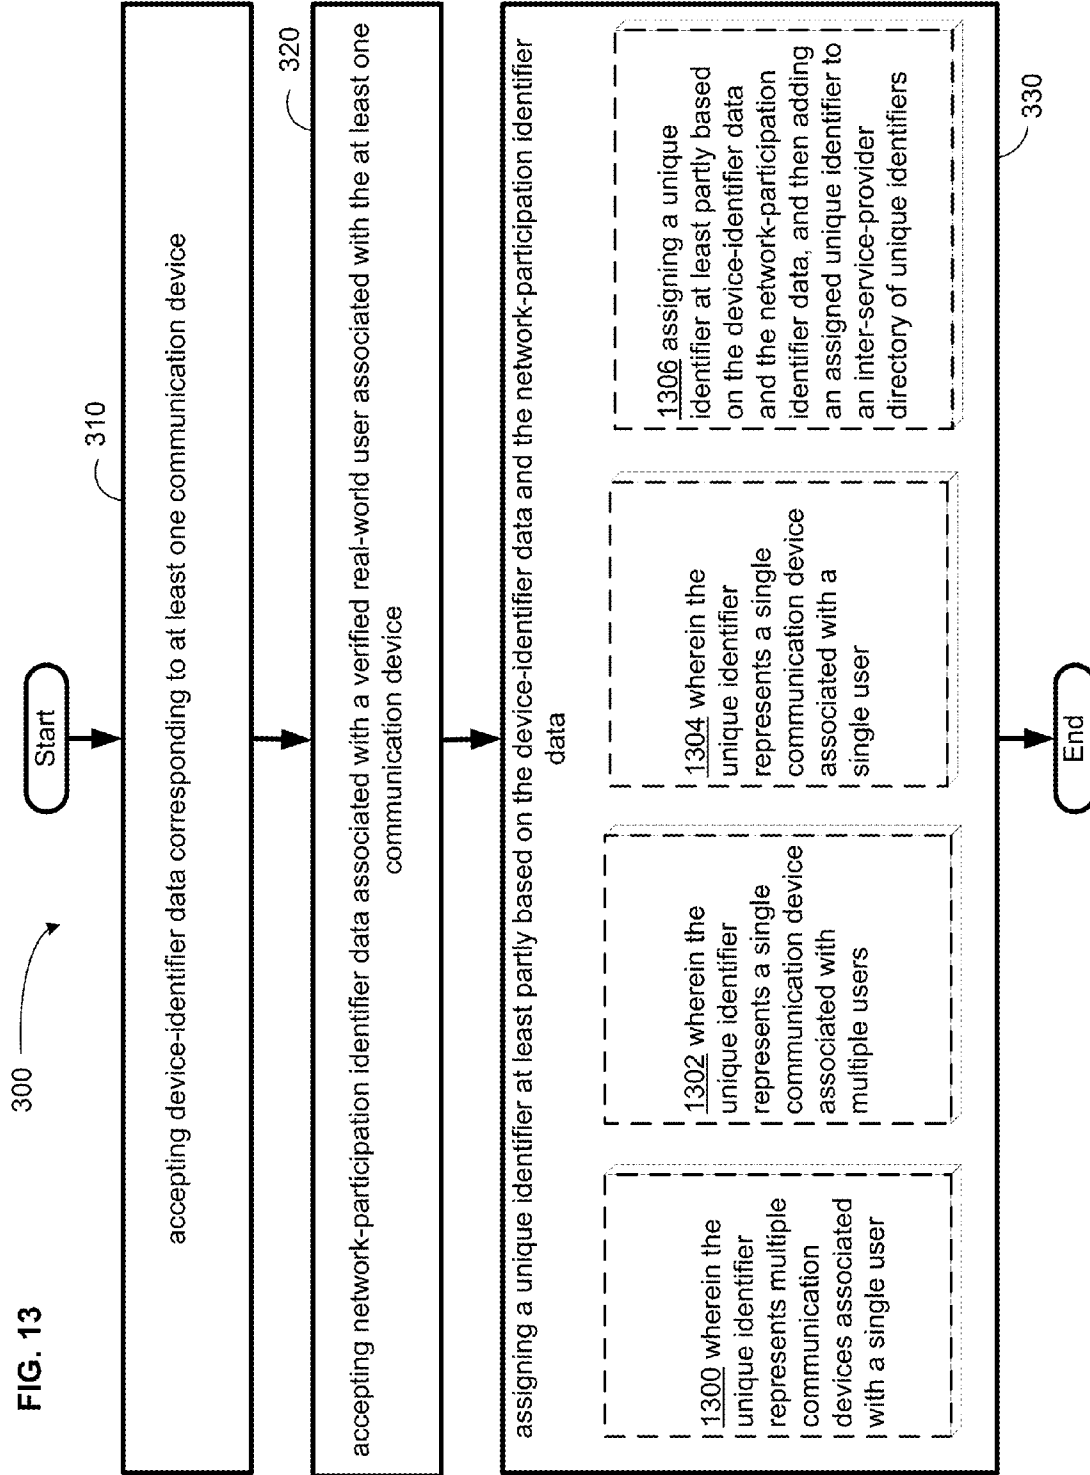 FIG. 13
300
Start
310
accepting device-identifier data corresponding to at least one communication device
320
accepting network-participation identifier data associated with a verified real-world user associated with the at least one
communication device
assigning a unique identifier at least partly based on the device-identifier data and the network-participation identifier
data
1300 wherein the
unique identifier
represents multiple
communication
devices associated
with a single user
1302 wherein the
unique identifier
represents a single
communication device
associated with
multiple users
1304 wherein the
unique identifier
represents a single
communication device
associated with a
single user
1306 assigning a unique
identifier at least partly based
on the device-identifier data
and the network-participation
identifier data, and then adding
an assigned unique identifier to
an inter-service-provider
directory of unique identifiers
330
End